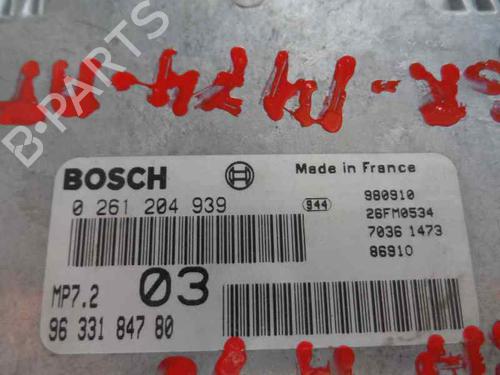 BOSCH
Made in France
0 261 204 939
944
980910
26FM0534
7036 1473
86910
MP7.2
03
96 331 847 80
B-PARTS